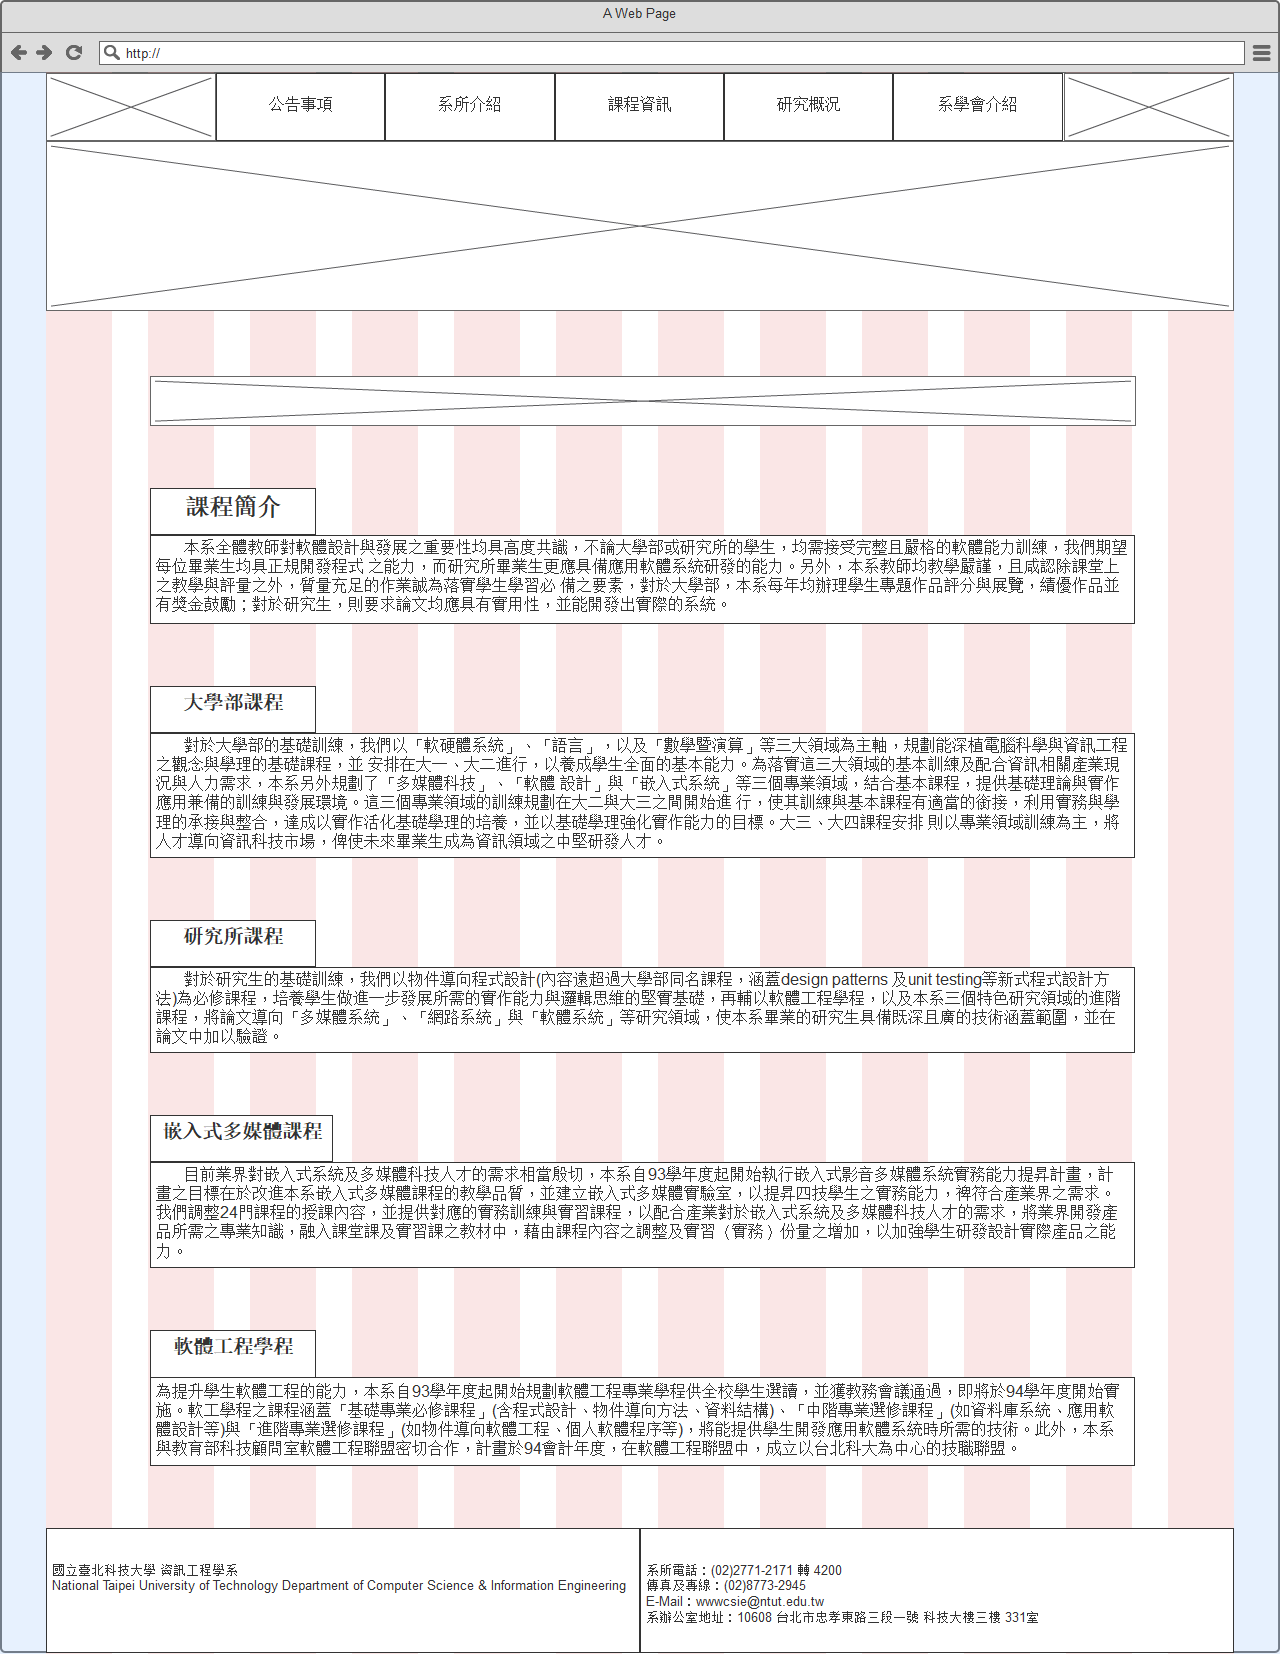 A Web Page
http://
公告事項
系所介紹
課程資訊
研究概況
系學會介紹
課程簡介
本系全體教師對軟體設計與發展之重要性均具高度共識，不論大學部或研究所的學生，均需接受完整且嚴格的軟體能力訓練，我們期望
每位畢業生均具正規開發程式 之能力，而研究所畢業生更應具備應用軟體系統研發的能力。另外，本系教師均教學嚴謹，且咸認除課堂上
之教學與評量之外，質量充足的作業誠為落實學生學習必 備之要素，對於大學部，本系每年均辦理學生專題作品評分與展覽，績優作品並
有獎金鼓勵；對於研究生，則要求論文均應具有實用性，並能開發出實際的系統。
大學部課程
對於大學部的基礎訓練，我們以「軟硬體系統」、「語言」，以及「數學暨演算」等三大領域為主軸，規劃能深植電腦科學與資訊工程
之觀念與學理的基礎課程，並 安排在大一、大二進行，以養成學生全面的基本能力。為落實這三大領域的基本訓練及配合資訊相關產業現
況與人力需求，本系另外規劃了「多媒體科技」、「軟體 設計」與「嵌入式系統」等三個專業領域，結合基本課程，提供基礎理論與實作
應用兼備的訓練與發展環境。這三個專業領域的訓練規劃在大二與大三之間開始進 行，使其訓練與基本課程有適當的銜接，利用實務與學
理的承接與整合，達成以實作活化基礎學理的培養，並以基礎學理強化實作能力的目標。大三、大四課程安排 則以專業領域訓練為主，將
人才導向資訊科技市場，俾使未來畢業生成為資訊領域之中堅研發人才。
研究所課程
對於研究生的基礎訓練，我們以物件導向程式設計(內容遠超過大學部同名課程，涵蓋design patterns 及unit testing等新式程式設計方
法)為必修課程，培養學生做進一步發展所需的實作能力與邏輯思維的堅實基礎，再輔以軟體工程學程，以及本系三個特色研究領域的進階
課程，將論文導向「多媒體系統」、「網路系統」與「軟體系統」等研究領域，使本系畢業的研究生具備既深且廣的技術涵蓋範圍，並在
論文中加以驗證。
嵌入式多媒體課程
目前業界對嵌入式系統及多媒體科技人才的需求相當殷切，本系自93學年度起開始執行嵌入式影音多媒體系統實務能力提昇計畫，計
畫之目標在於改進本系嵌入式多媒體課程的教學品質，並建立嵌入式多媒體實驗室，以提昇四技學生之實務能力，裨符合產業界之需求。
我們調整24門課程的授課內容，並提供對應的實務訓練與實習課程，以配合產業對於嵌入式系統及多媒體科技人才的需求，將業界開發產
品所需之專業知識，融入課堂課及實習課之教材中，藉由課程內容之調整及實習（實務）份量之增加，以加強學生研發設計實際產品之能
力。
軟體工程學程
為提升學生軟體工程的能力，本系自93學年度起開始規劃軟體工程專業學程供全校學生選讀，並獲教務會議通過，即將於94學年度開始實
施。軟工學程之課程涵蓋「基礎專業必修課程」(含程式設計、物件導向方法、資料結構)、「中階專業選修課程」(如資料庫系統、應用軟
體設計等)與「進階專業選修課程」(如物件導向軟體工程、個人軟體程序等)，將能提供學生開發應用軟體系統時所需的技術。此外，本系
與教育部科技顧問室軟體工程聯盟密切合作，計畫於94會計年度，在軟體工程聯盟中，成立以台北科大為中心的技職聯盟。
國立臺北科技大學 資訊工程學系
National Taipei University of Technology Department of Computer Science & Information Engineering
系所電話：(02)2771-2171 轉 4200
傳真及專線：(02)8773-2945
E-Mail：wwwcsie@ntut.edu.tw
系辦公室地址：10608 台北市忠孝東路三段一號 科技大樓三樓 331室